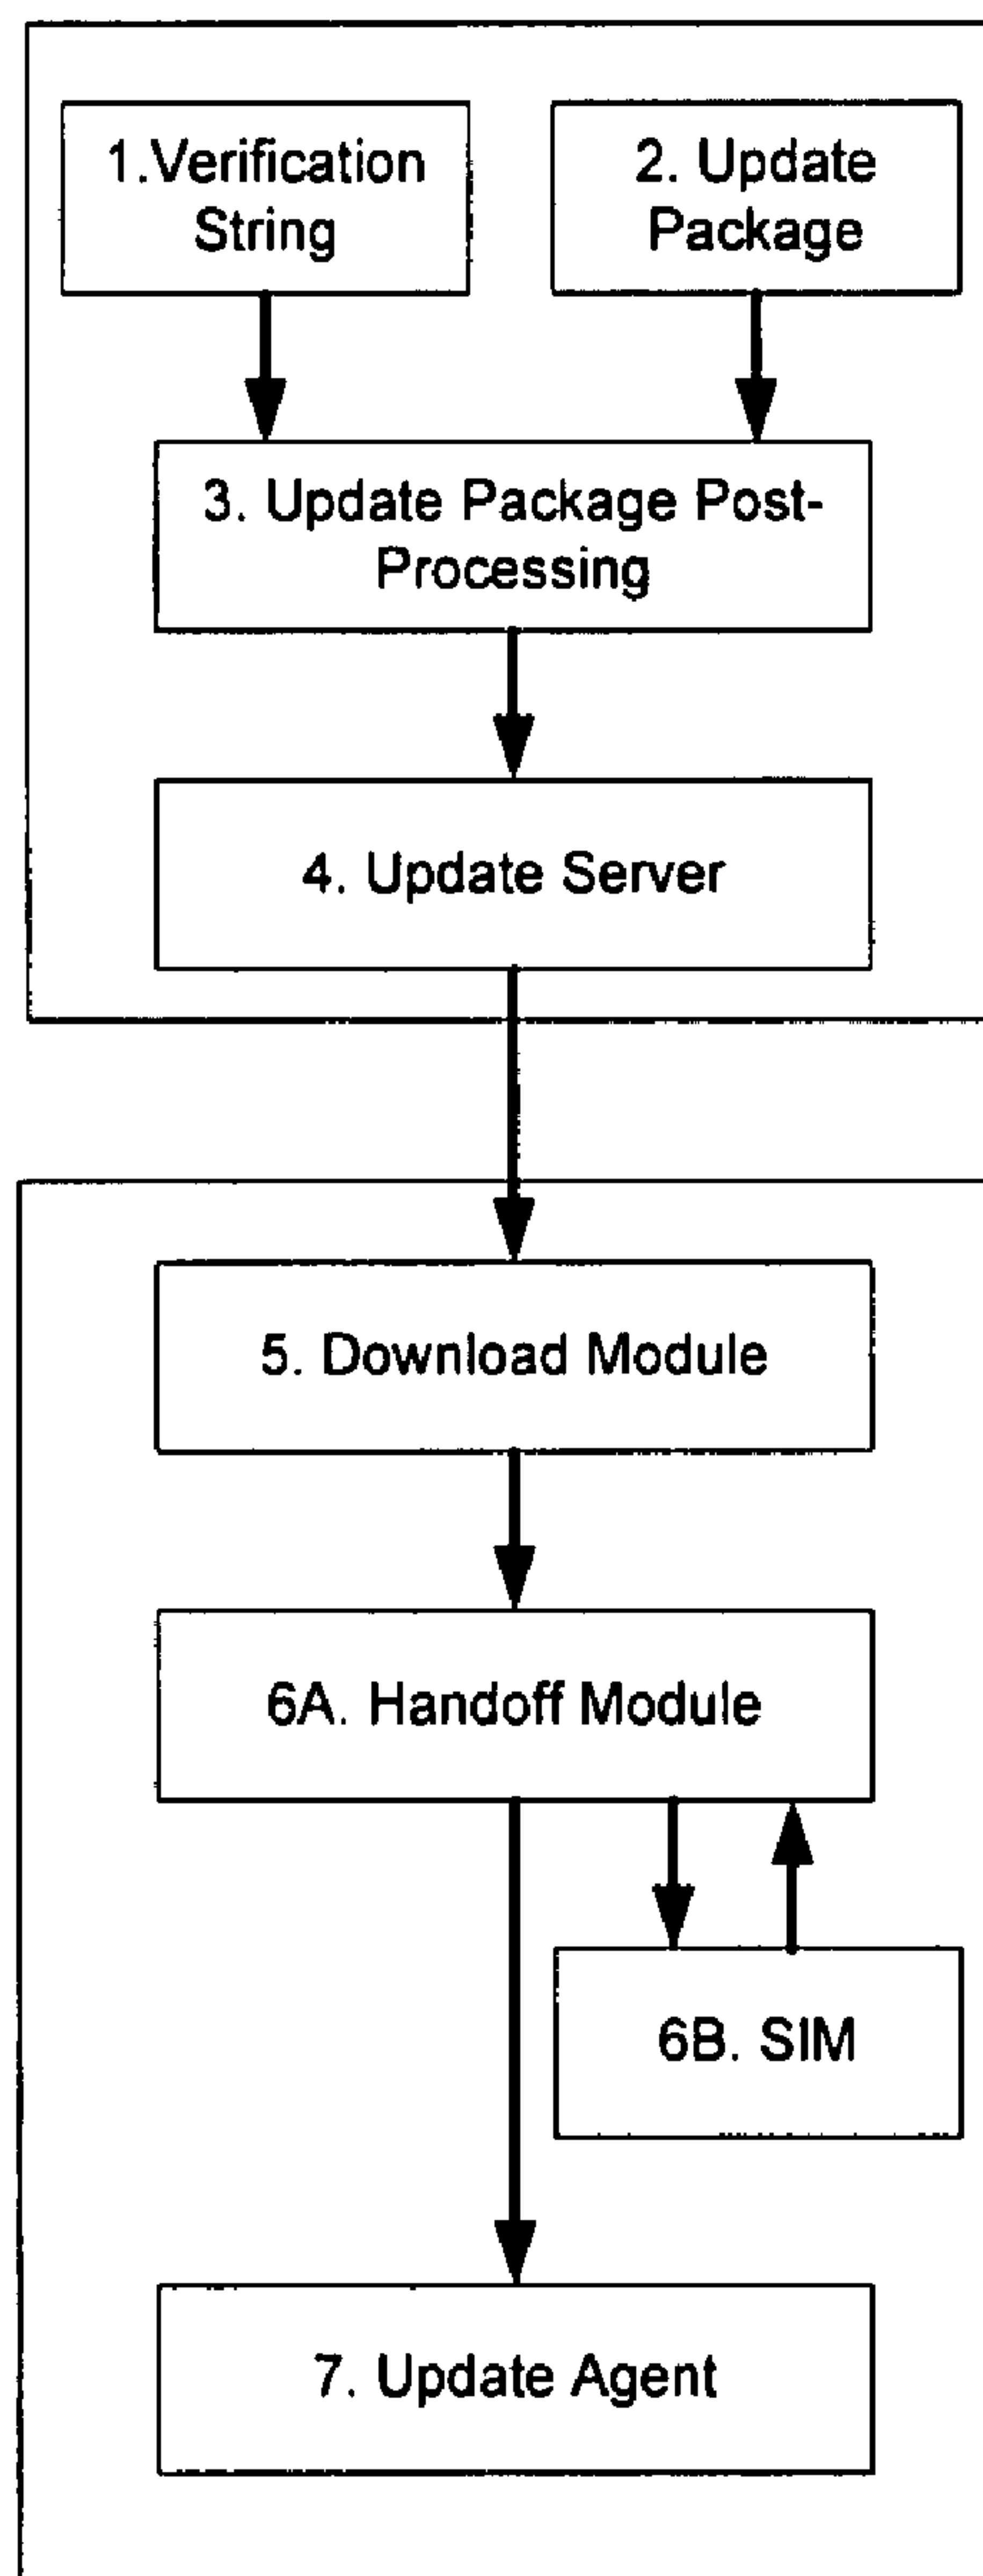 1.Verification
String
2. Update
Package
3. Update Package Post-
Processing
4. Update Server
5. Download Module
6A. Handoff Module
6B. SIM
7. Update Agent